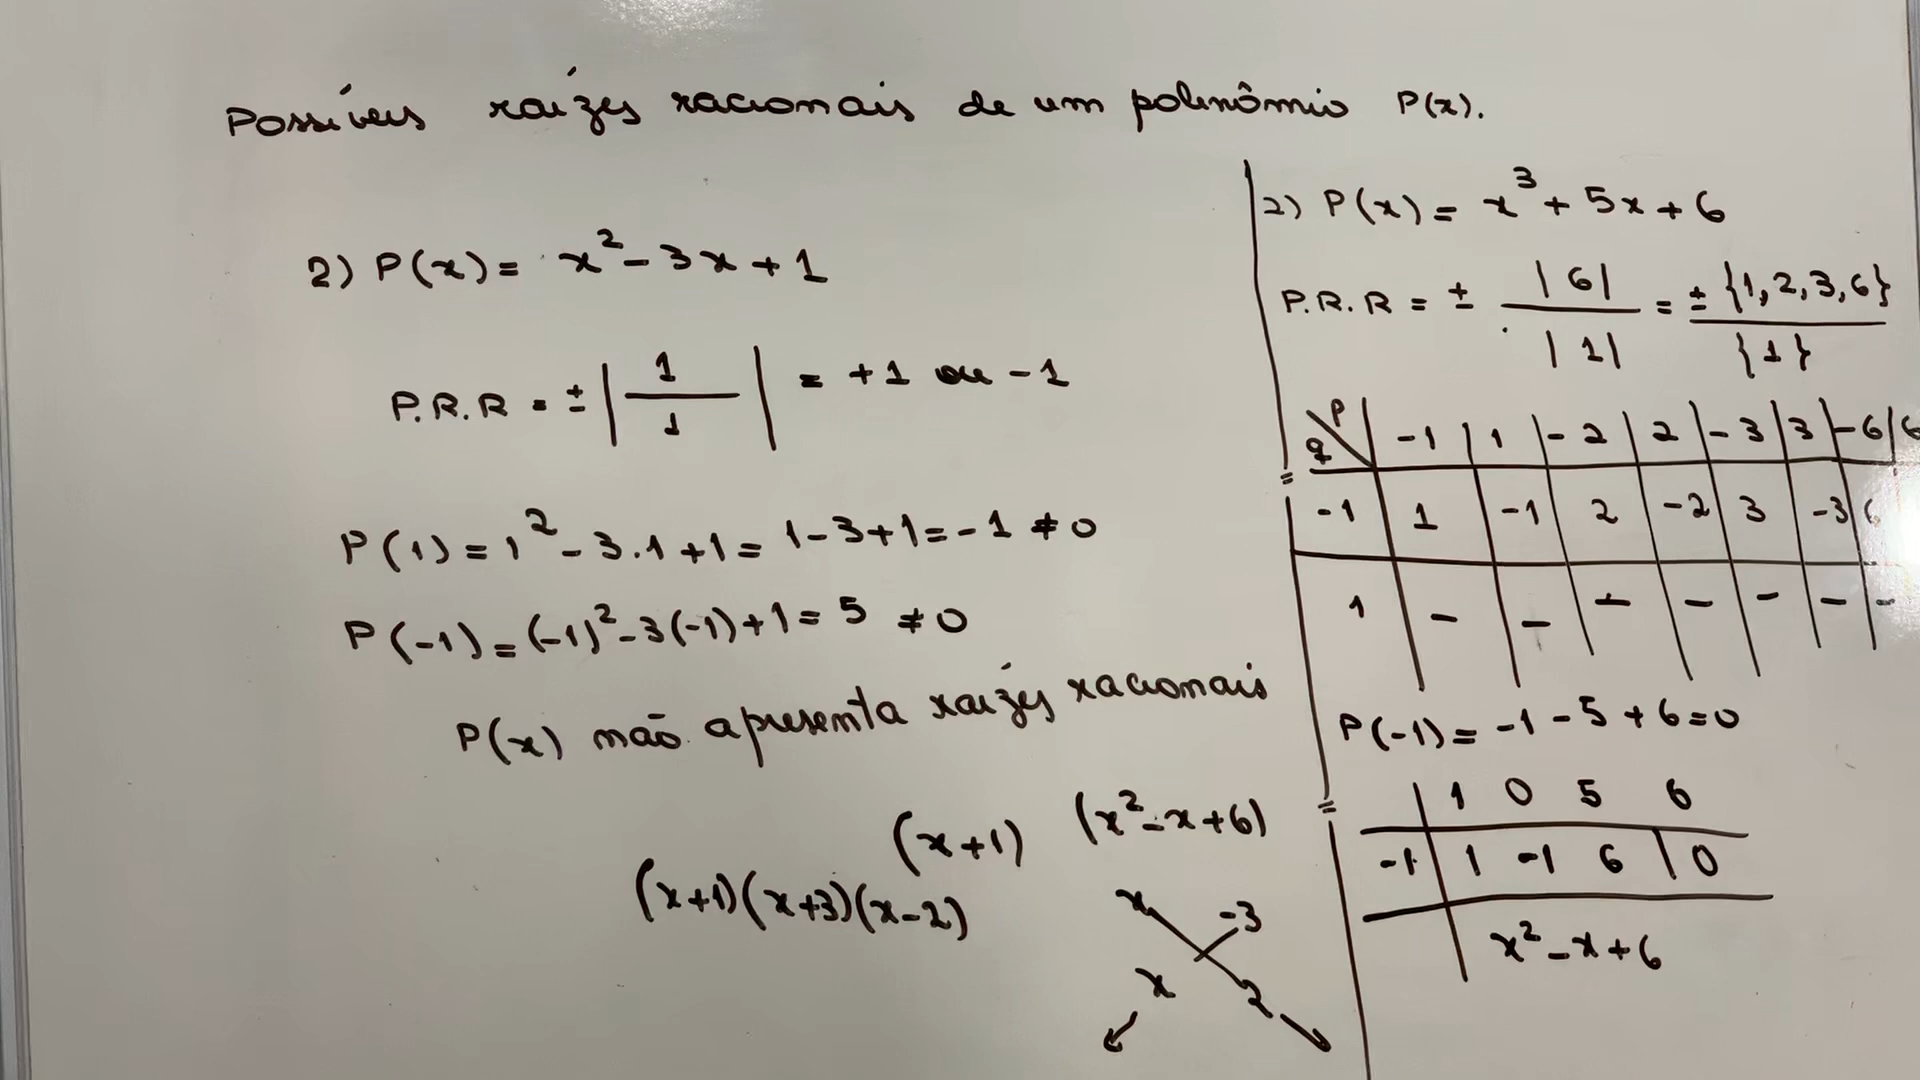 Possíveis raízes racionais de um polinômio P(x).
2) P(x) = x² - 3x + 1
P.R.R = ± | 1/1 | = +1 ou -1
P(1) = 1² - 3.1 + 1 = 1 - 3 + 1 = -1 ≠ 0
P(-1) = (-1)² - 3(-1) + 1 = 5 ≠ 0
P(x) não apresenta raízes racionais
(x+1) (x² - x + 6)
(x+1)(x+3)(x-2)
x -3
x 2
2) P(x) = x³ + 5x + 6
P.R.R = ± |6| / |1| = ± {1, 2, 3, 6} / {1}
q \ p | -1 | 1 | -2 | 2 | -3 | 3 | -6 | 6
-1 | 1 | -1 | 2 | -2 | 3 | -3 | 6
1 | - | - | - | - | - | - | -
P(-1) = -1 - 5 + 6 = 0
| 1 0 5 6
-1 | 1 -1 6 | 0
x² - x + 6